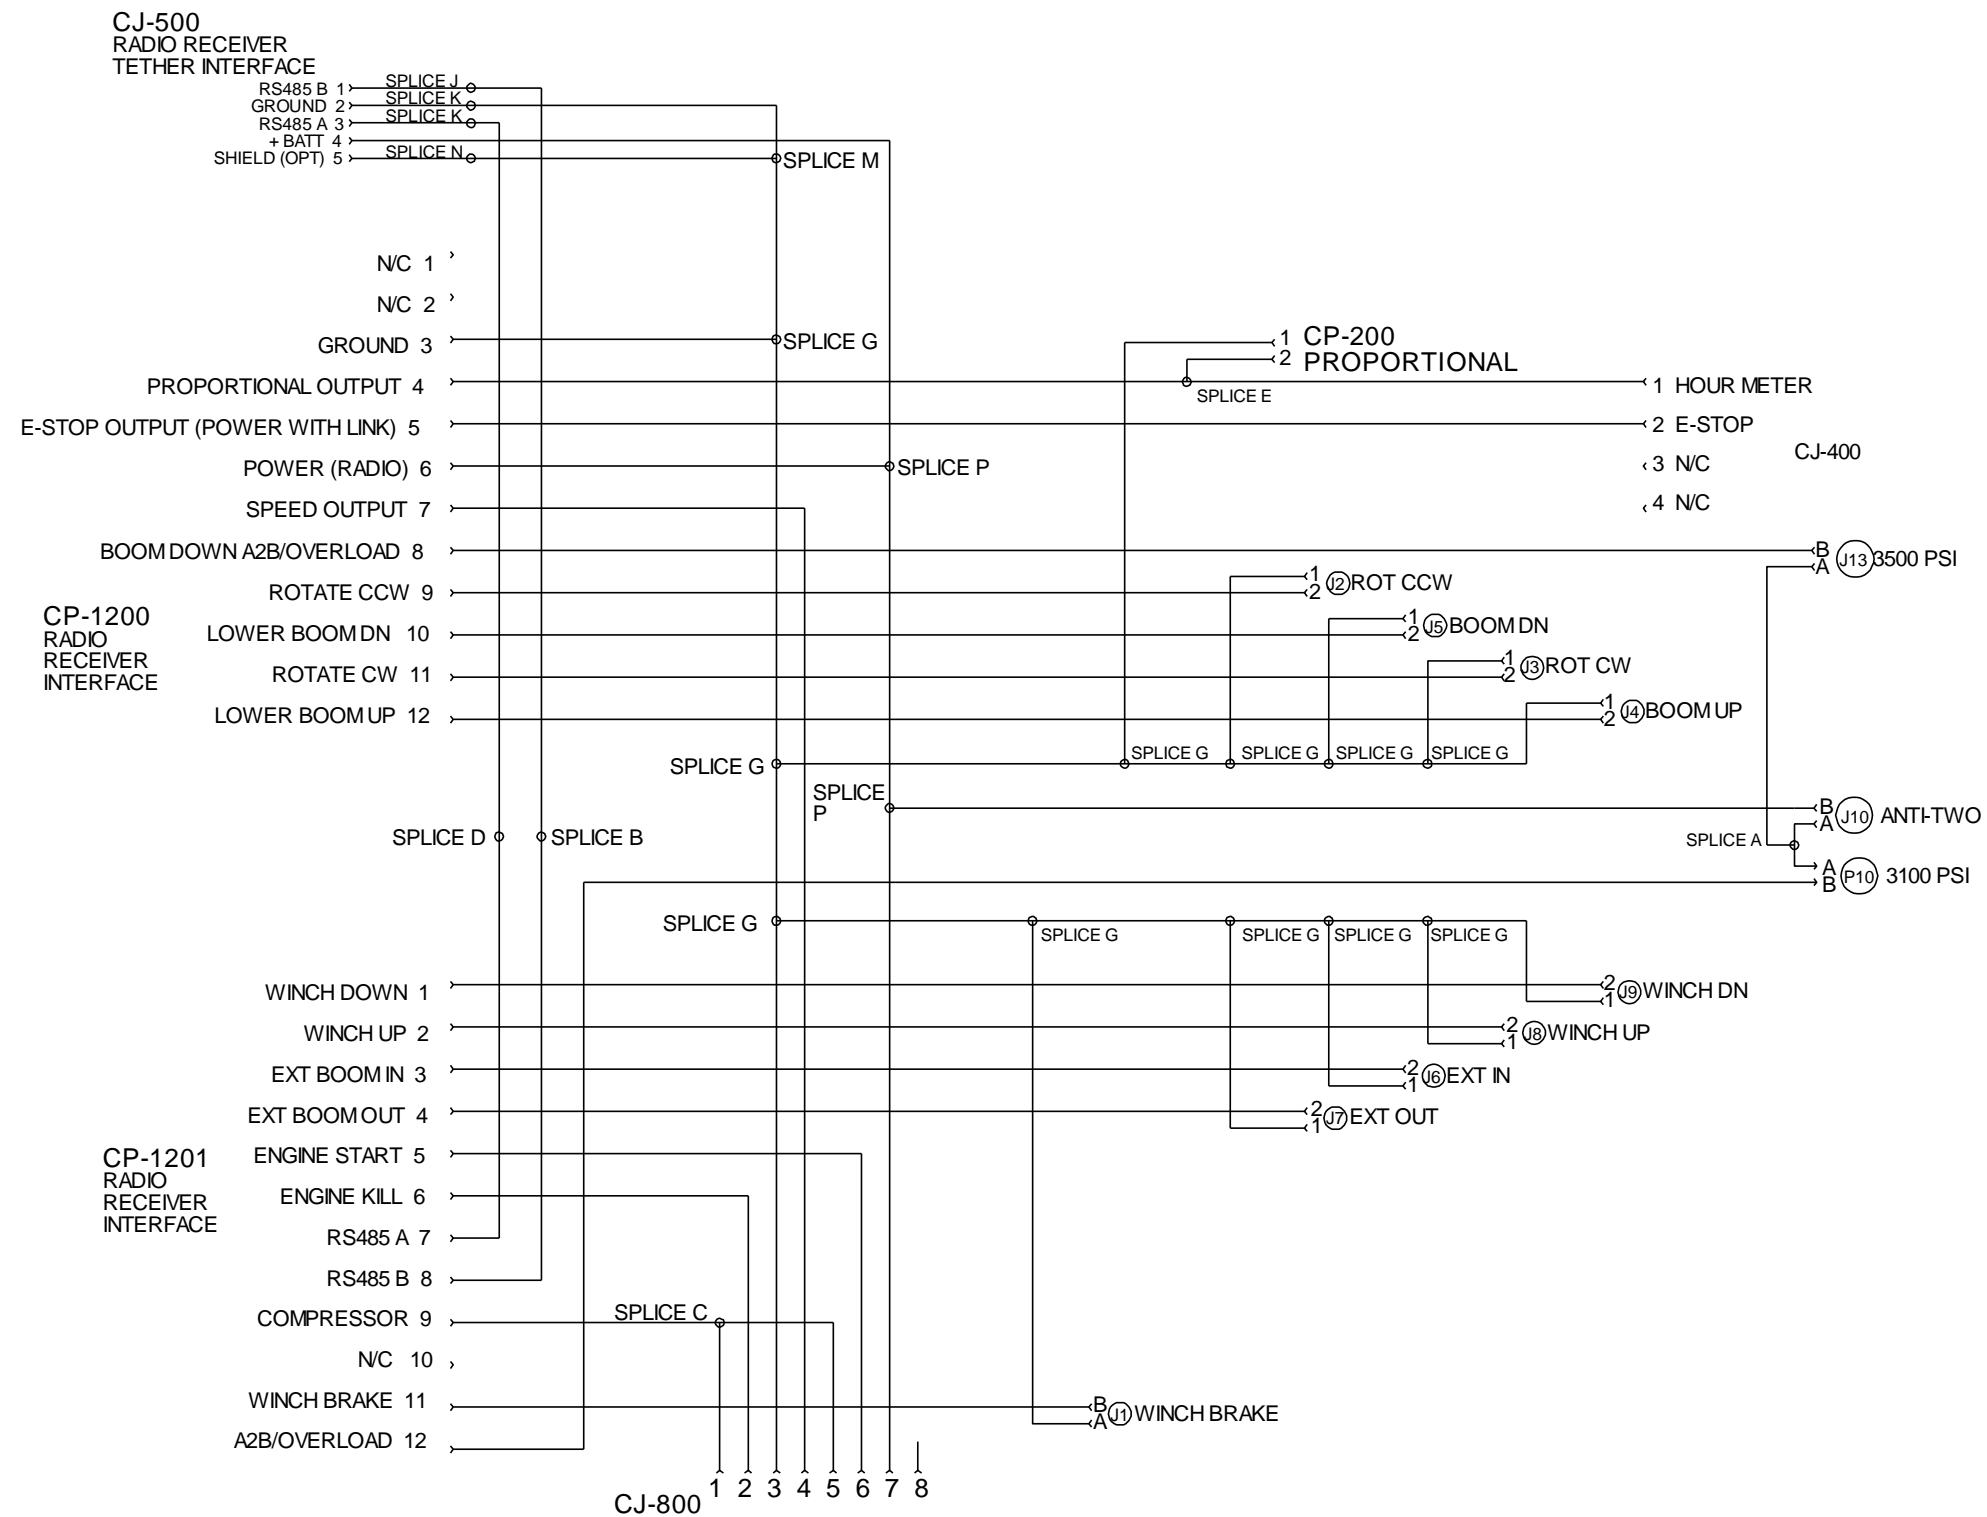 CJ-500
RADIO RECEIVER
TETHER INTERFACE
RS485 B 1 SPLICE J
GROUND 2 SPLICE K
RS485 A 3 SPLICE K
+ BATT 4
SHIELD (OPT) 5 SPLICE N
SPLICE M
N/C 1
N/C 2
GROUND 3
SPLICE G
PROPORTIONAL OUTPUT 4
E-STOP OUTPUT (POWER WITH LINK) 5
POWER (RADIO) 6
SPLICE P
SPEED OUTPUT 7
BOOM DOWN A2B/OVERLOAD 8
ROTATE CCW 9
LOWER BOOM DN 10
ROTATE CW 11
LOWER BOOM UP 12
CP-1200
RADIO
RECEIVER
INTERFACE
1 CP-200
2 PROPORTIONAL
SPLICE E
1 HOUR METER
2 E-STOP
3 N/C
4 N/C
CJ-400
B
A
J13 3500 PSI
1
2
J2 ROT CCW
1
2
J5 BOOM DN
1
2
J3 ROT CW
1
2
J4 BOOM UP
SPLICE G
SPLICE G SPLICE G SPLICE G SPLICE G
SPLICE
P
B
A
J10 ANTI-TWO
SPLICE A
A
B
P10 3100 PSI
SPLICE D
SPLICE B
SPLICE G
SPLICE G SPLICE G SPLICE G SPLICE G
WINCH DOWN 1
WINCH UP 2
EXT BOOM IN 3
EXT BOOM OUT 4
ENGINE START 5
ENGINE KILL 6
RS485 A 7
RS485 B 8
COMPRESSOR 9
N/C 10
WINCH BRAKE 11
A2B/OVERLOAD 12
CP-1201
RADIO
RECEIVER
INTERFACE
2
1
J9 WINCH DN
2
1
J8 WINCH UP
2
1
J6 EXT IN
2
1
J7 EXT OUT
SPLICE C
B
A
J1 WINCH BRAKE
1 2 3 4 5 6 7 8
CJ-800